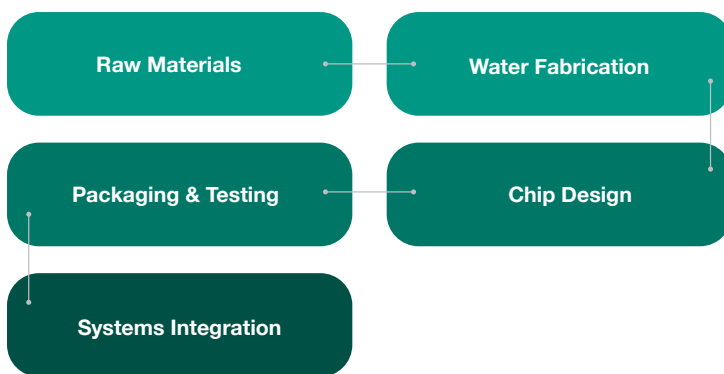 Raw Materials
Water Fabrication
Packaging & Testing
Chip Design
Systems Integration